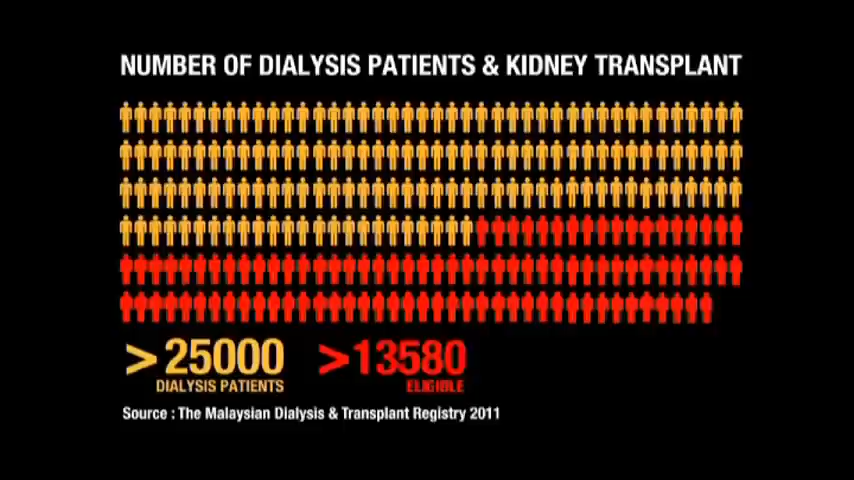 NUMBER OF DIALYSIS PATIENTS & KIDNEY TRANSPLANT
> 25000
DIALYSIS PATIENTS
>13580
ELIGIBLE
Source : The Malaysian Dialysis & Transplant Registry 2011